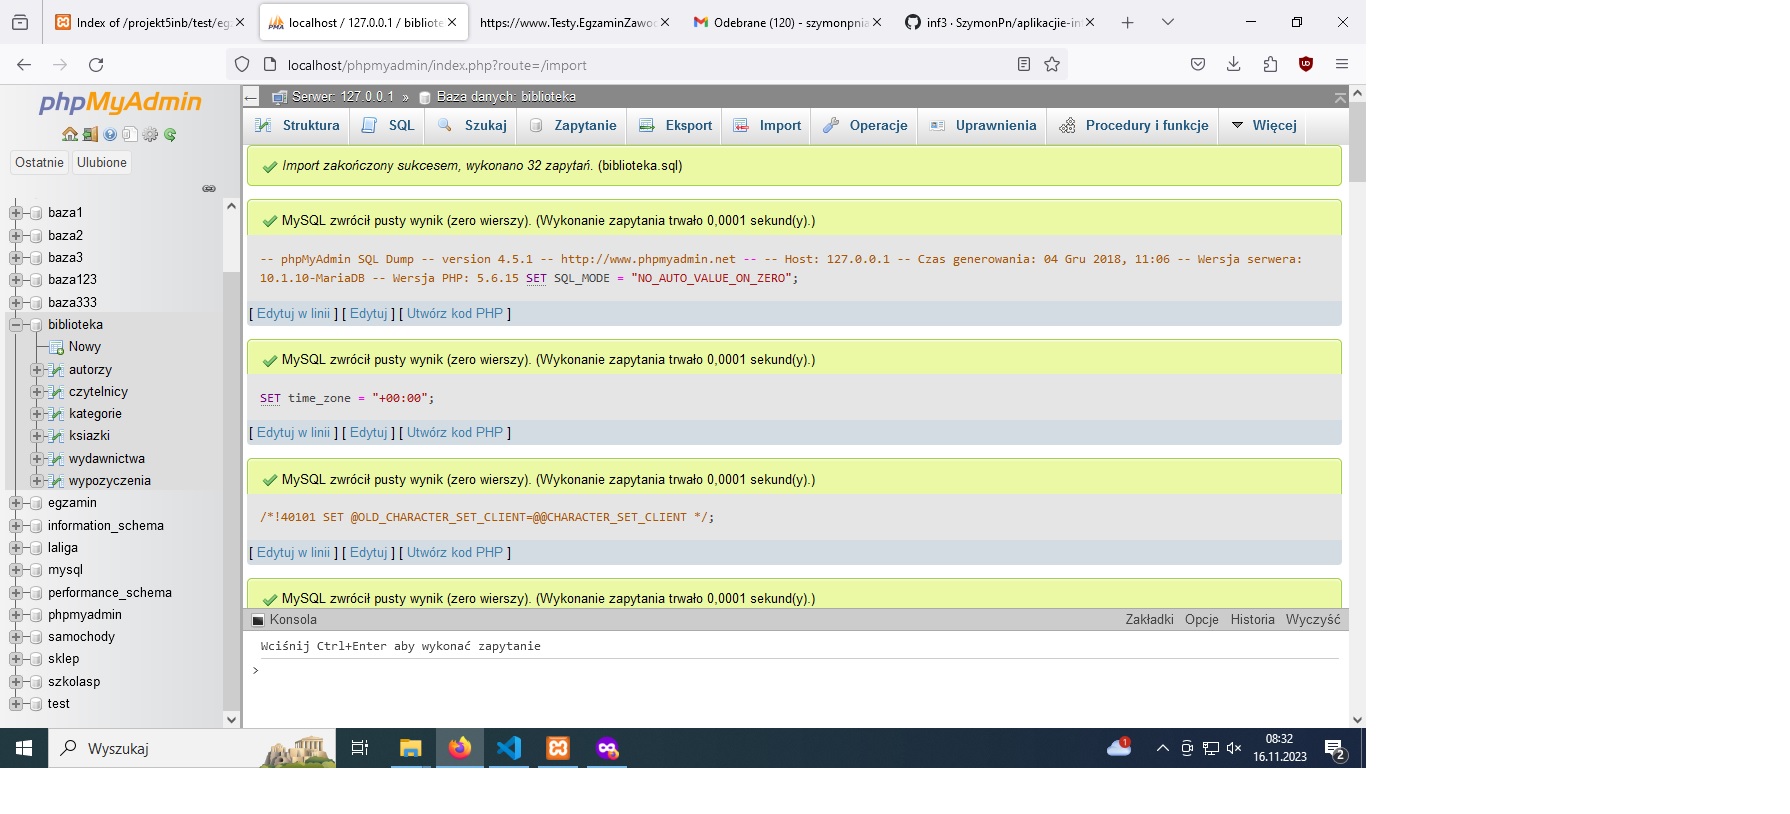 Index of /projekt5inb/test/egz
localhost / 127.0.0.1 / bibliote
https://www.Testy.EgzaminZawo
Odebrane (120) - szymonpnia
inf3 · SzymonPn/aplikacjie-in
localhost/phpmyadmin/index.php?route=/import
phpMyAdmin
Ostatnie Ulubione
baza1
baza2
baza3
baza123
baza333
biblioteka
Nowy
autorzy
czytelnicy
kategorie
ksiazki
wydawnictwa
wypozyczenia
egzamin
information_schema
laliga
mysql
performance_schema
phpmyadmin
samochody
sklep
szkolasp
test
Serwer: 127.0.0.1 » Baza danych: biblioteka
Struktura SQL Szukaj Zapytanie Eksport Import Operacje Uprawnienia Procedury i funkcje Więcej
Import zakończony sukcesem, wykonano 32 zapytań. (biblioteka.sql)
MySQL zwrócił pusty wynik (zero wierszy). (Wykonanie zapytania trwało 0,0001 sekund(y).)
-- phpMyAdmin SQL Dump -- version 4.5.1 -- http://www.phpmyadmin.net -- -- Host: 127.0.0.1 -- Czas generowania: 04 Gru 2018, 11:06 -- Wersja serwera:
10.1.10-MariaDB -- Wersja PHP: 5.6.15 SET SQL_MODE = "NO_AUTO_VALUE_ON_ZERO";
[ Edytuj w linii ] [ Edytuj ] [ Utwórz kod PHP ]
MySQL zwrócił pusty wynik (zero wierszy). (Wykonanie zapytania trwało 0,0001 sekund(y).)
SET time_zone = "+00:00";
[ Edytuj w linii ] [ Edytuj ] [ Utwórz kod PHP ]
MySQL zwrócił pusty wynik (zero wierszy). (Wykonanie zapytania trwało 0,0001 sekund(y).)
/*!40101 SET @OLD_CHARACTER_SET_CLIENT=@@CHARACTER_SET_CLIENT */;
[ Edytuj w linii ] [ Edytuj ] [ Utwórz kod PHP ]
MySQL zwrócił pusty wynik (zero wierszy). (Wykonanie zapytania trwało 0,0001 sekund(y).)
Konsola
Zakładki Opcje Historia Wyczyść
Wciśnij Ctrl+Enter aby wykonać zapytanie
>
Wyszukaj
1
08:32
16.11.2023
2